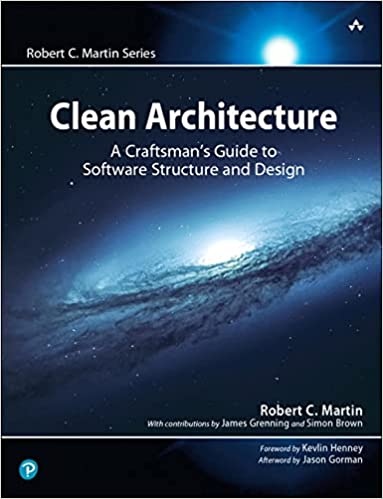 Robert C. Martin Series
Clean Architecture
A Craftsman's Guide to
Software Structure and Design
Robert C. Martin
With contributions by James Grenning and Simon Brown
Foreword by Kevlin Henney
Afterword by Jason Gorman